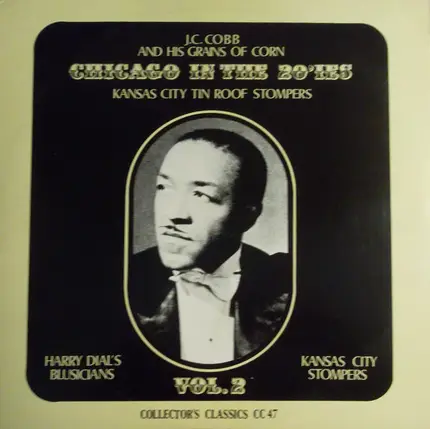 J.C. COBB
AND HIS GRAINS OF CORN
CHICAGO IN THE 20'IES
KANSAS CITY TIN ROOF STOMPERS
HARRY DIAL'S
BLUSICIANS
KANSAS CITY
STOMPERS
VOL. 2
COLLECTOR'S CLASSICS CC 47